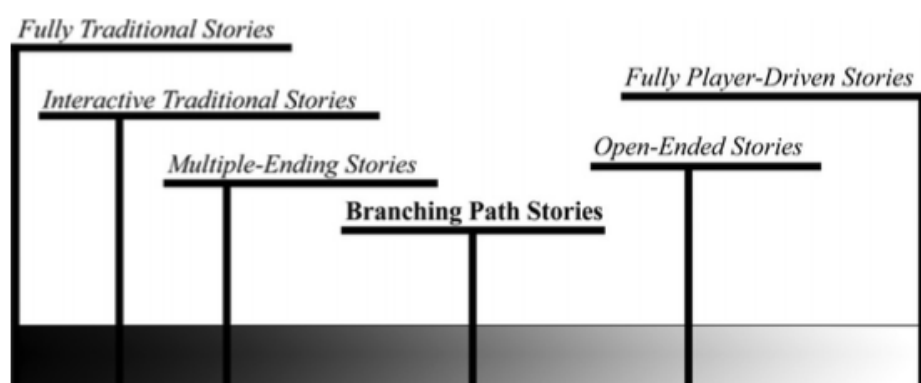 Fully Traditional Stories
Fully Player-Driven Stories
Interactive Traditional Stories
Open-Ended Stories
Multiple-Ending Stories
Branching Path Stories